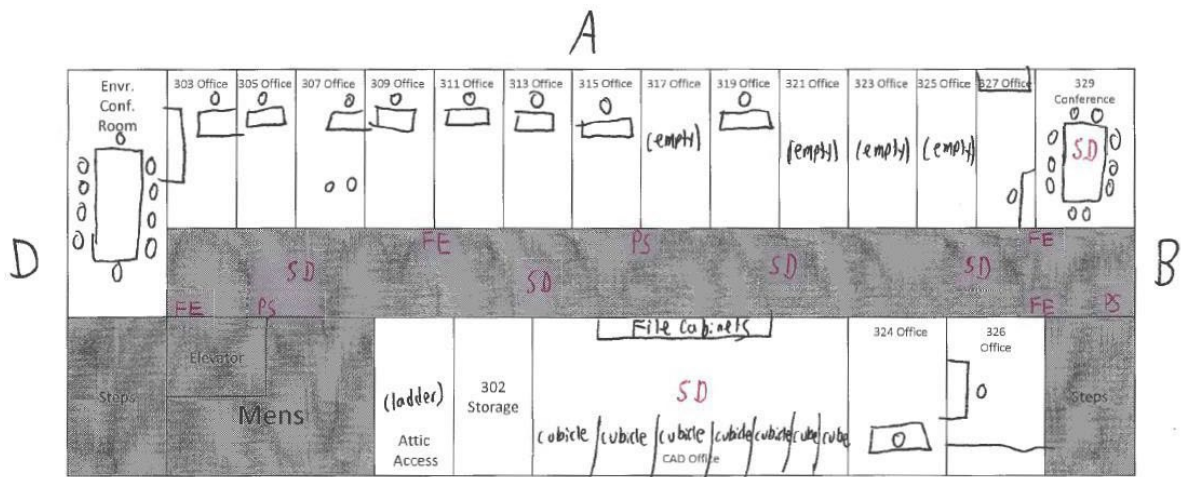 A
303 Office 305 Office 307 Office 309 Office 311 Office 313 Office 315 Office 317 Office 319 Office 321 Office 323 Office 325 Office 327 Office 329
Conference
Envr.
Conf.
Room
(empty) (empty) (empty) (empty)
SD
D
B
FE PS FE
SD SD SD SD
FE PS FE PS
File Cabinets
324 Office 326
Office
Elevator
Steps
Mens
(ladder)
Attic
Access
302
Storage
SD
cubicle cubicle cubicle cubicle cubicle cube cube
CAD Office
Steps